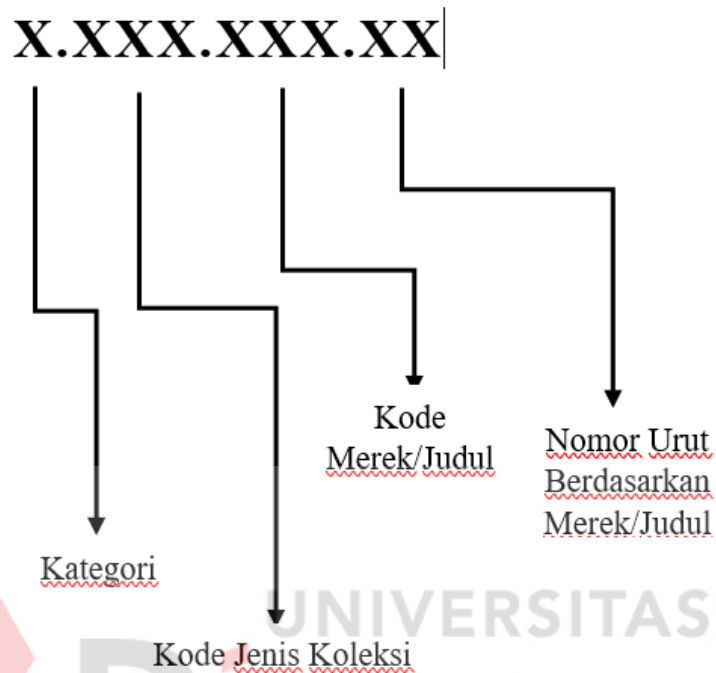 X.XXX.XXX.XX
Kode
Merek/Judul
Nomor Urut
Berdasarkan
Merek/Judul
Kategori
UNIVERSITAS
Kode Jenis Koleksi